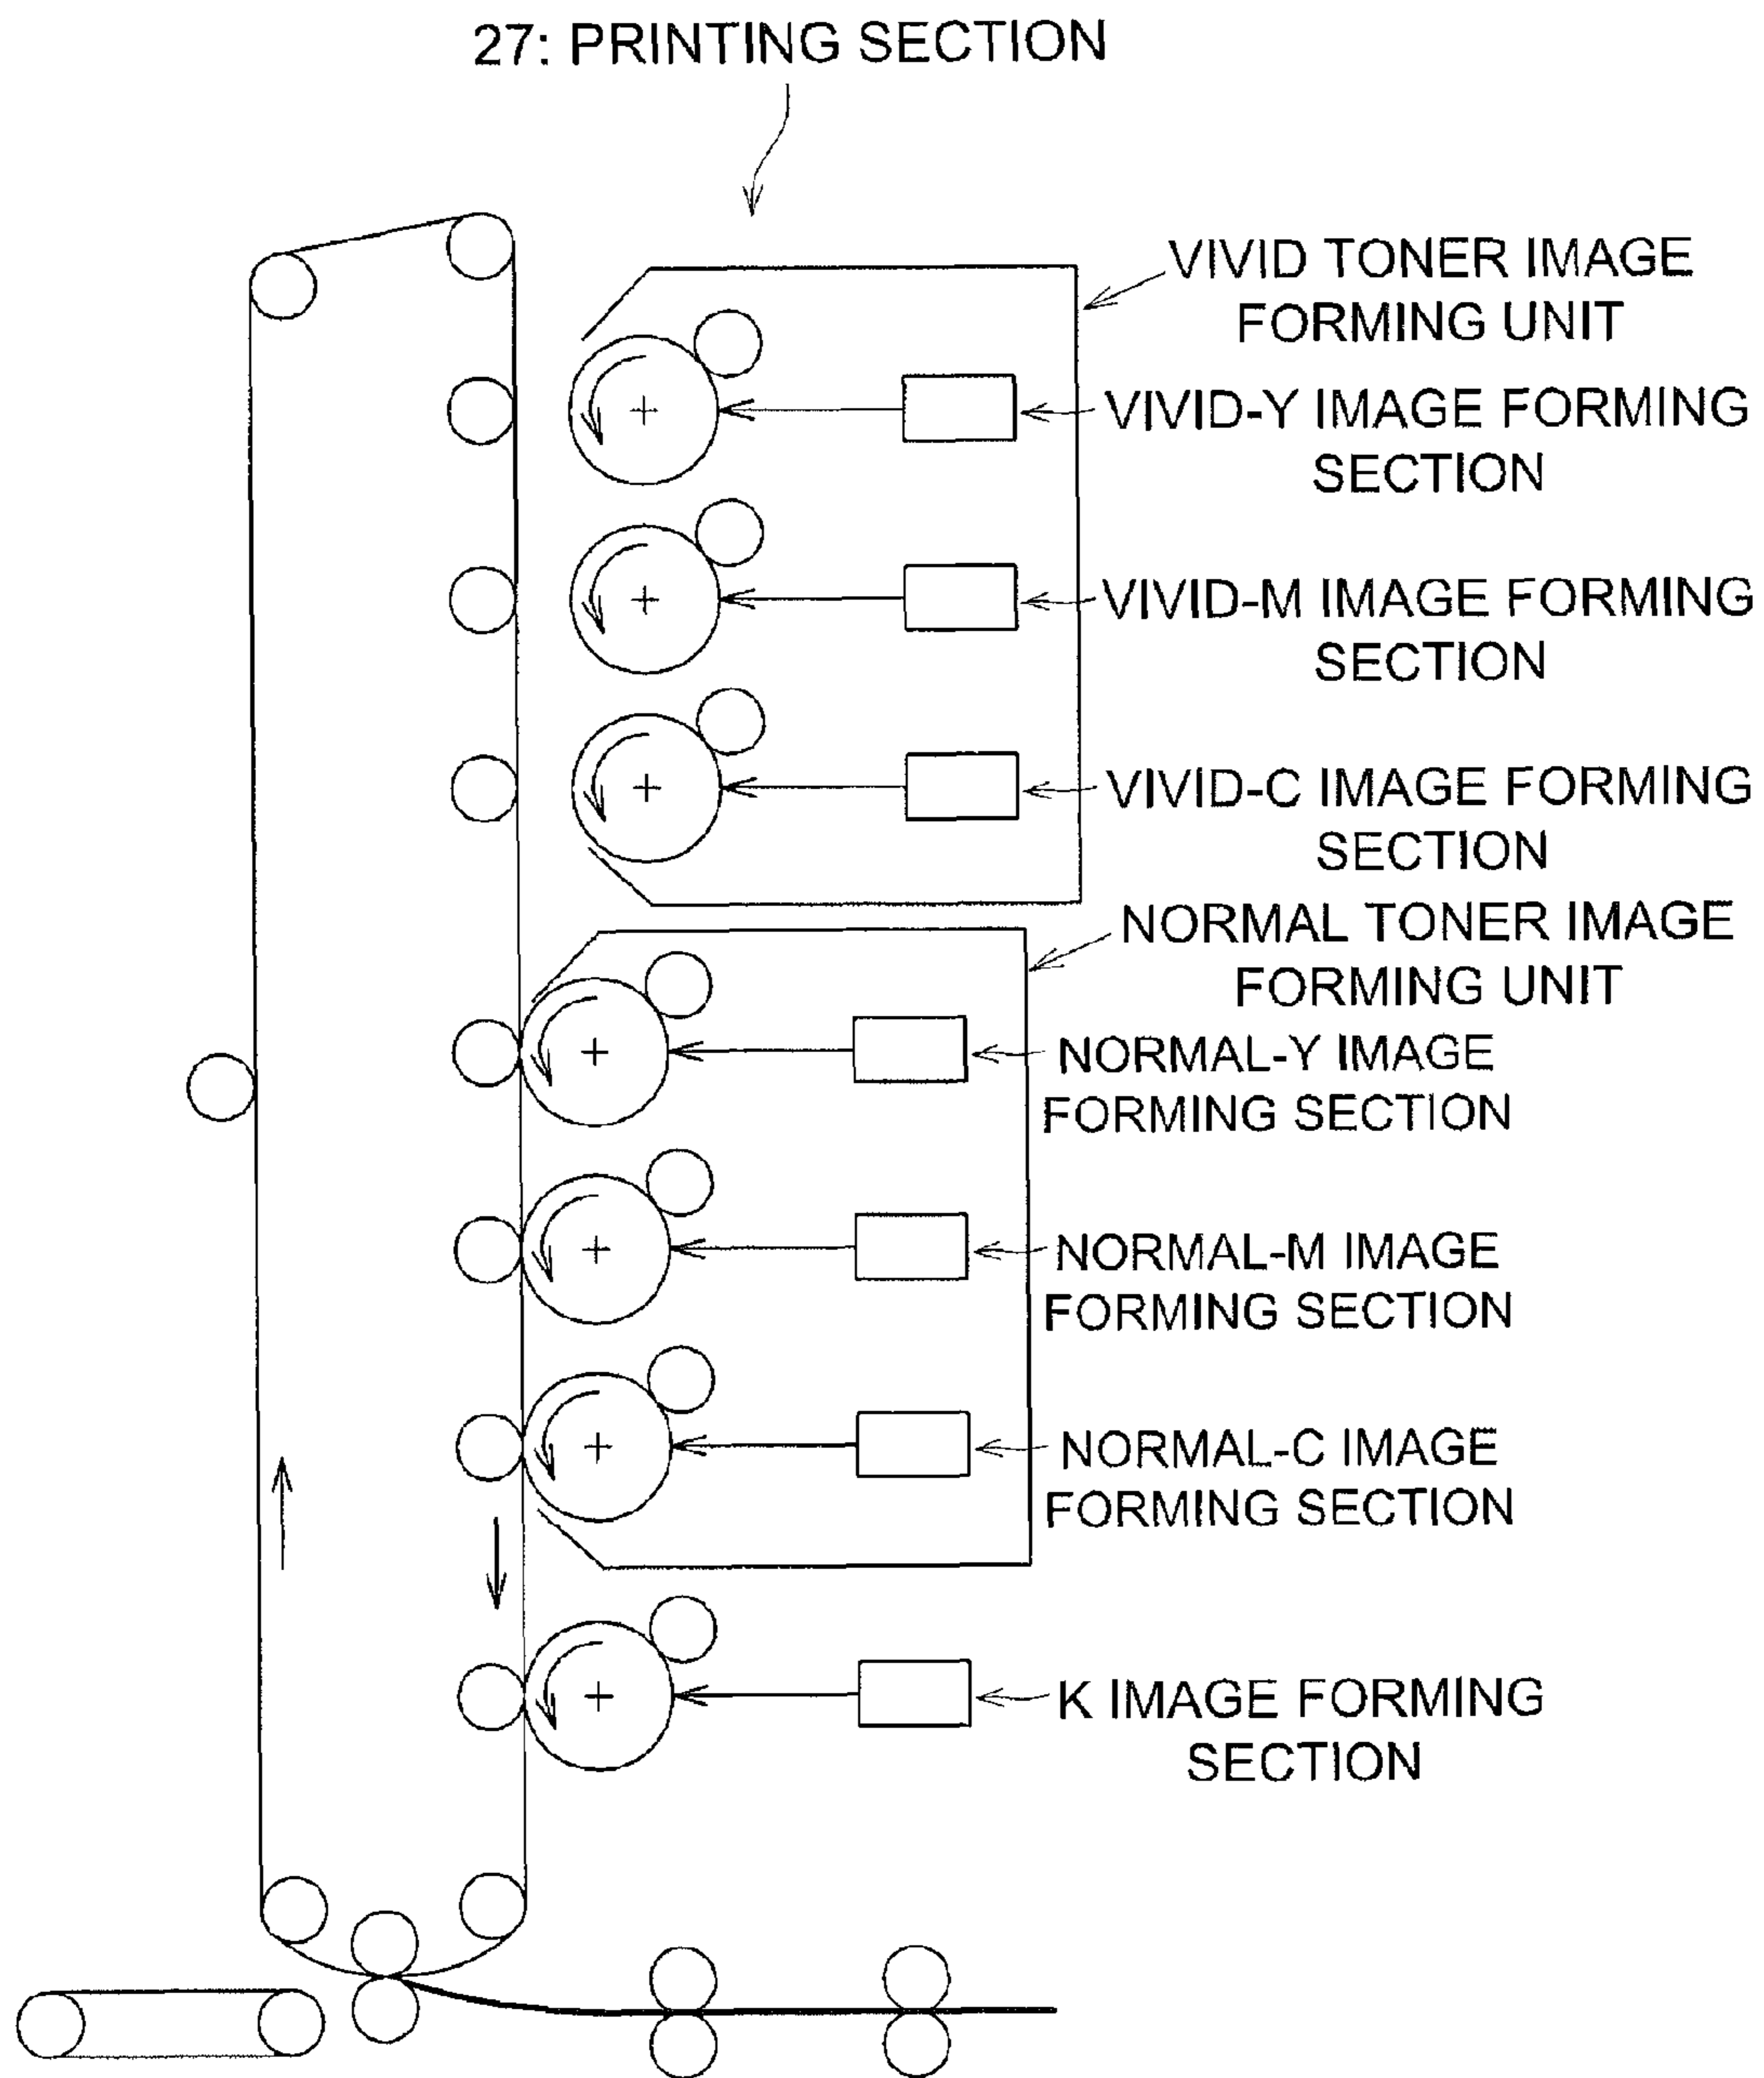 27: PRINTING SECTION
VIVID TONER IMAGE
FORMING UNIT
VIVID-Y IMAGE FORMING
SECTION
VIVID-M IMAGE FORMING
SECTION
VIVID-C IMAGE FORMING
SECTION
NORMAL TONER IMAGE
FORMING UNIT
NORMAL-Y IMAGE
FORMING SECTION
NORMAL-M IMAGE
FORMING SECTION
NORMAL-C IMAGE
FORMING SECTION
K IMAGE FORMING
SECTION